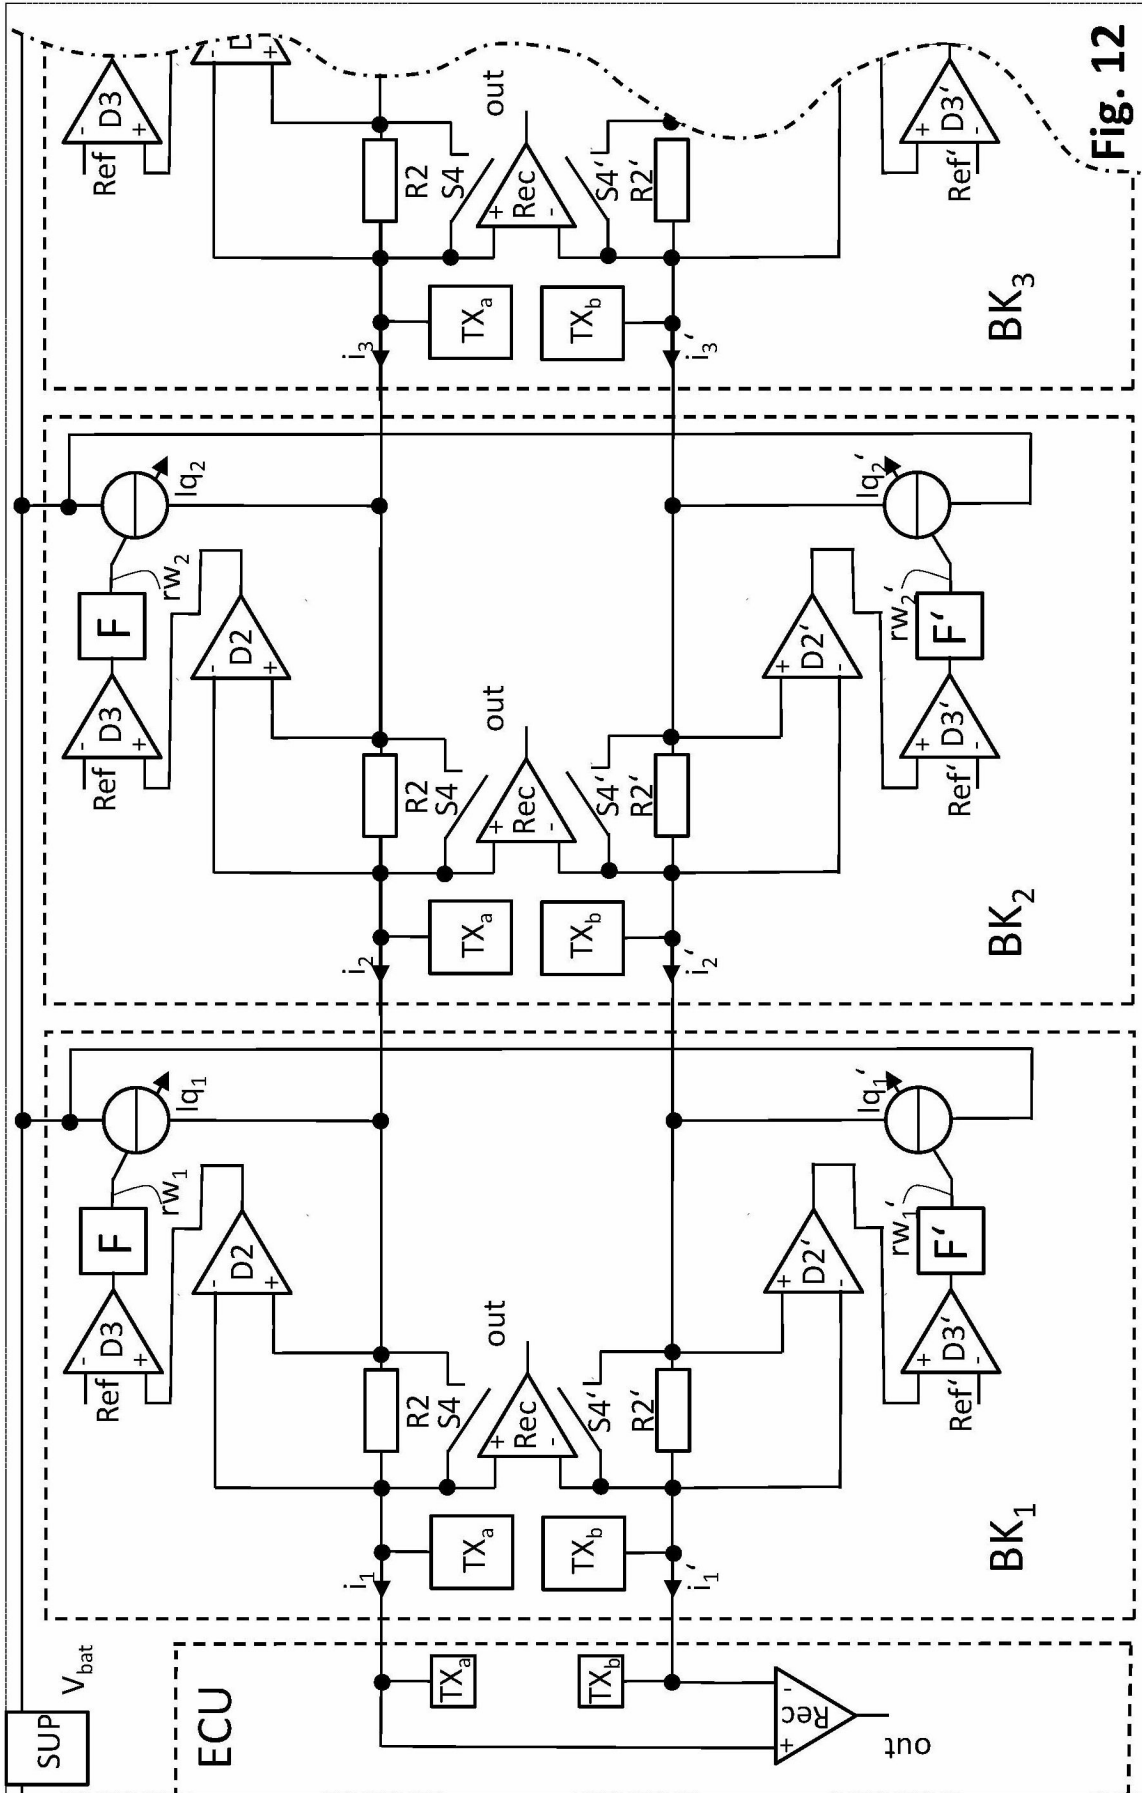 Fig. 12
SUP
V_bat
ECU
TX_a
TX_b
Rec
+
-
out
BK_1
i_1
i_1'
TX_a
TX_b
R2
S4
Rec
+
-
out
S4'
R2'
D2
-
+
D3
-
+
Ref
F
rw_1
Iq_1
D2'
+
-
D3'
+
-
Ref'
F'
rw_1'
Iq_1'
BK_2
i_2
i_2'
TX_a
TX_b
R2
S4
Rec
+
-
out
S4'
R2'
D2
-
+
D3
-
+
Ref
F
rw_2
Iq_2
D2'
+
-
D3'
+
-
Ref'
F'
rw_2'
Iq_2'
BK_3
i_3
i_3'
TX_a
TX_b
R2
S4
Rec
+
-
out
S4'
R2'
-
+
D3
-
+
Ref
D3'
+
-
Ref'